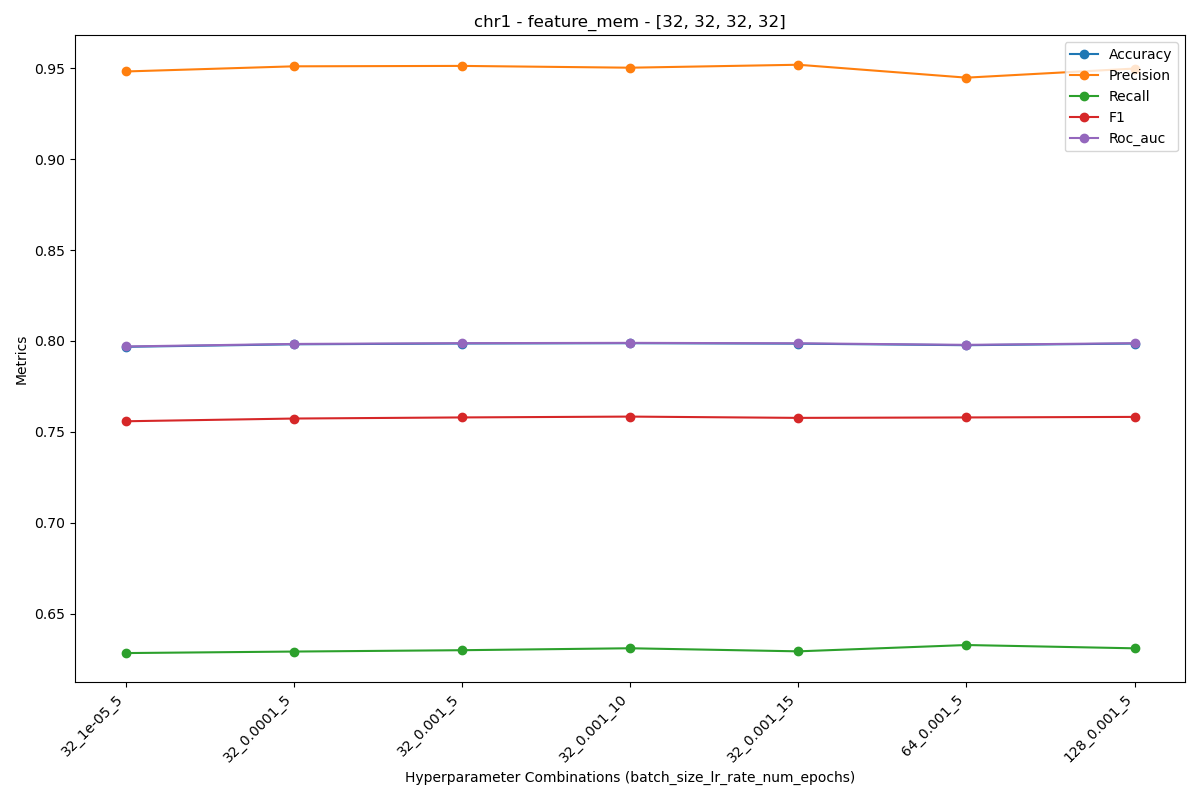 chr1 - feature_mem - [32, 32, 32, 32]
Accuracy
Precision
Recall
F1
Roc_auc
0.95
0.90
0.85
0.80
0.75
0.70
0.65
Metrics
32_1e-05_5
32_0.0001_5
32_0.001_5
32_0.001_10
32_0.001_15
64_0.001_5
128_0.001_5
Hyperparameter Combinations (batch_size_lr_rate_num_epochs)